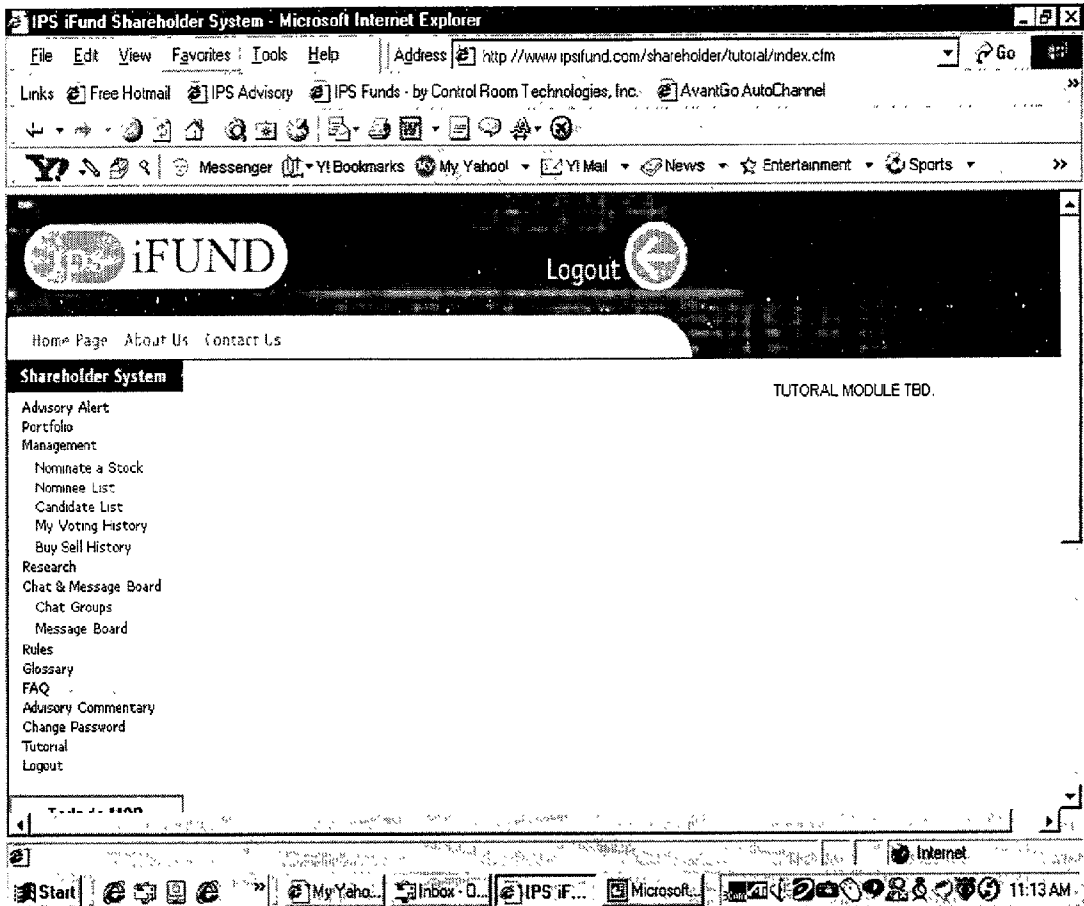 IPS iFund Shareholder System - Microsoft Internet Explorer
File Edit View Favorites Tools Help Address http //www ipsifund.com/shareholder/tutoral/index.cfm Go
Links Free Hotmail IPS Advisory IPS Funds - by Control Room Technologies, Inc. AvantGo AutoChannel »
Y? Messenger Y! Bookmarks My Yahoo! Y! Mail News Entertainment Sports »
ips iFUND
Logout
Home Page About Us Contact Us
Shareholder System
TUTORAL MODULE TBD.
Advisory Alert
Portfolio
Management
Nominate a Stock
Nominee List
Candidate List
My Voting History
Buy Sell History
Research
Chat & Message Board
Chat Groups
Message Board
Rules
Glossary
FAQ
Advisory Commentary
Change Password
Tutorial
Logout
Internet
Start » My Yaho... Inbox - O... IPS iF... Microsoft... 11:13 AM